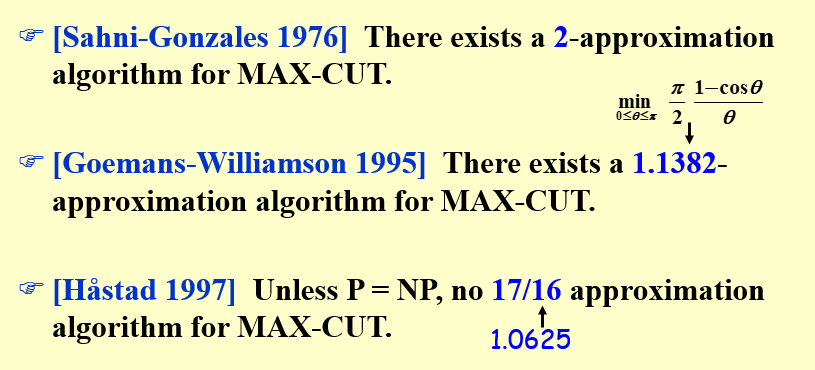 ☞ [Sahni-Gonzales 1976] There exists a 2-approximation
algorithm for MAX-CUT.
min 0≤θ≤π π/2 1−cosθ/θ
↓
☞ [Goemans-Williamson 1995] There exists a 1.1382-
approximation algorithm for MAX-CUT.
☞ [Håstad 1997] Unless P = NP, no 17/16 approximation
algorithm for MAX-CUT.
↑
1.0625